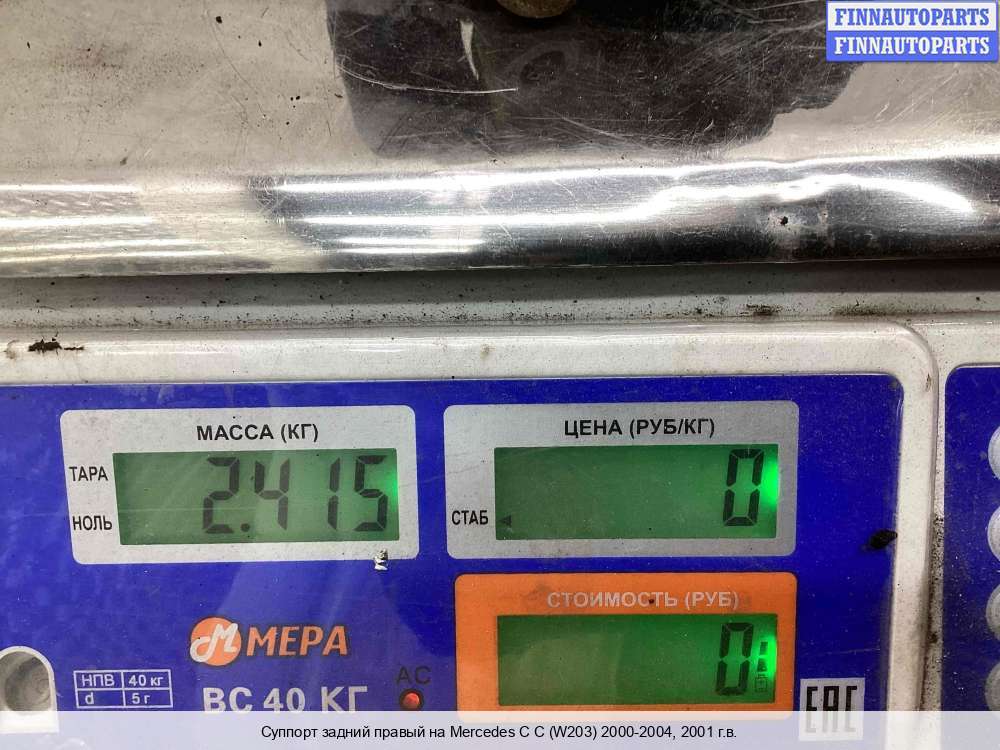 FINNAUTOPARTS
FINNAUTOPARTS
МАССА (КГ)
ЦЕНА (РУБ/КГ)
ТАРА
2.415
0
НОЛЬ
СТАБ
СТОИМОСТЬ (РУБ)
0
МЕРА
АС
НПВ 40 кг
d 5 г
ВС 40 КГ
EAC
Суппорт задний правый на Mercedes C C (W203) 2000-2004, 2001 г.в.